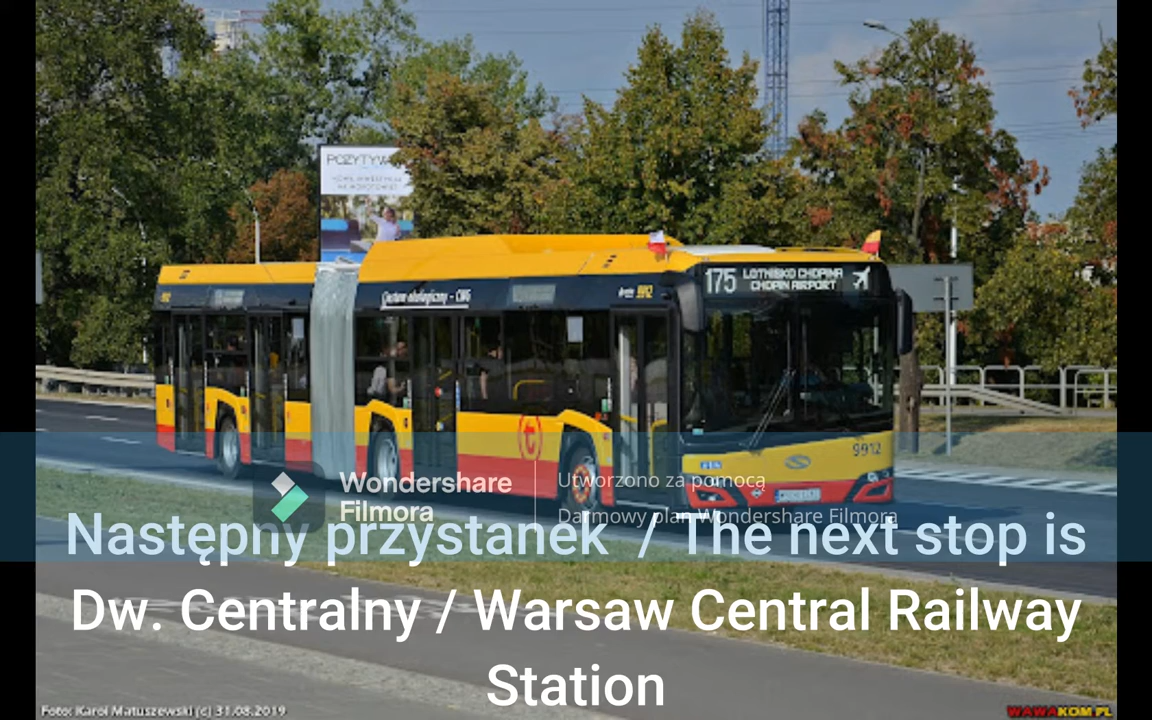 POZYTYW
175 LOTNISKO CHOPINA
CHOPIN AIRPORT
9912
Jestem ekologiczny - CNG
9912
Wondershare
Filmora
Utworzono za pomocą
Darmowy plan Wondershare Filmora
Następny przystanek / The next stop is
Dw. Centralny / Warsaw Central Railway
Station
Foto: Karol Matuszewski (c) 31.08.2019
WAWAKOM.PL